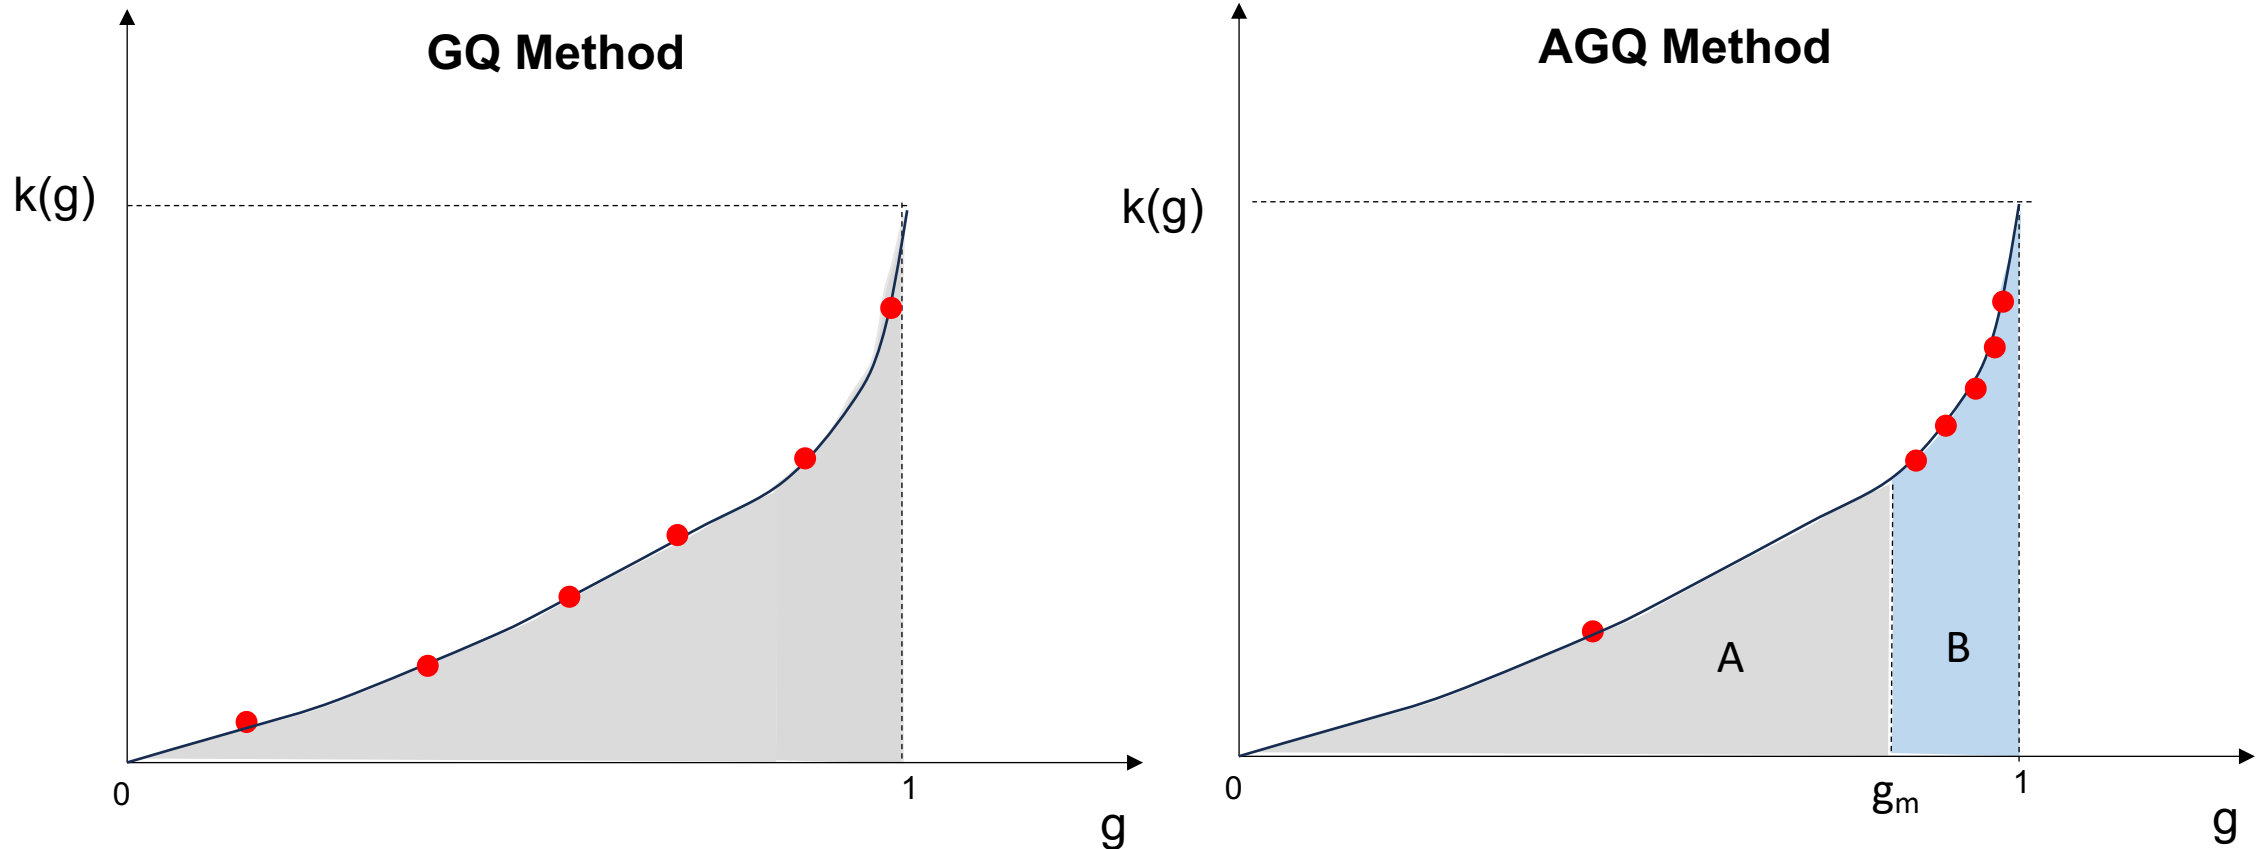 GQ Method
k(g)
0
1
g
AGQ Method
k(g)
A
B
0
gₘ
1
g